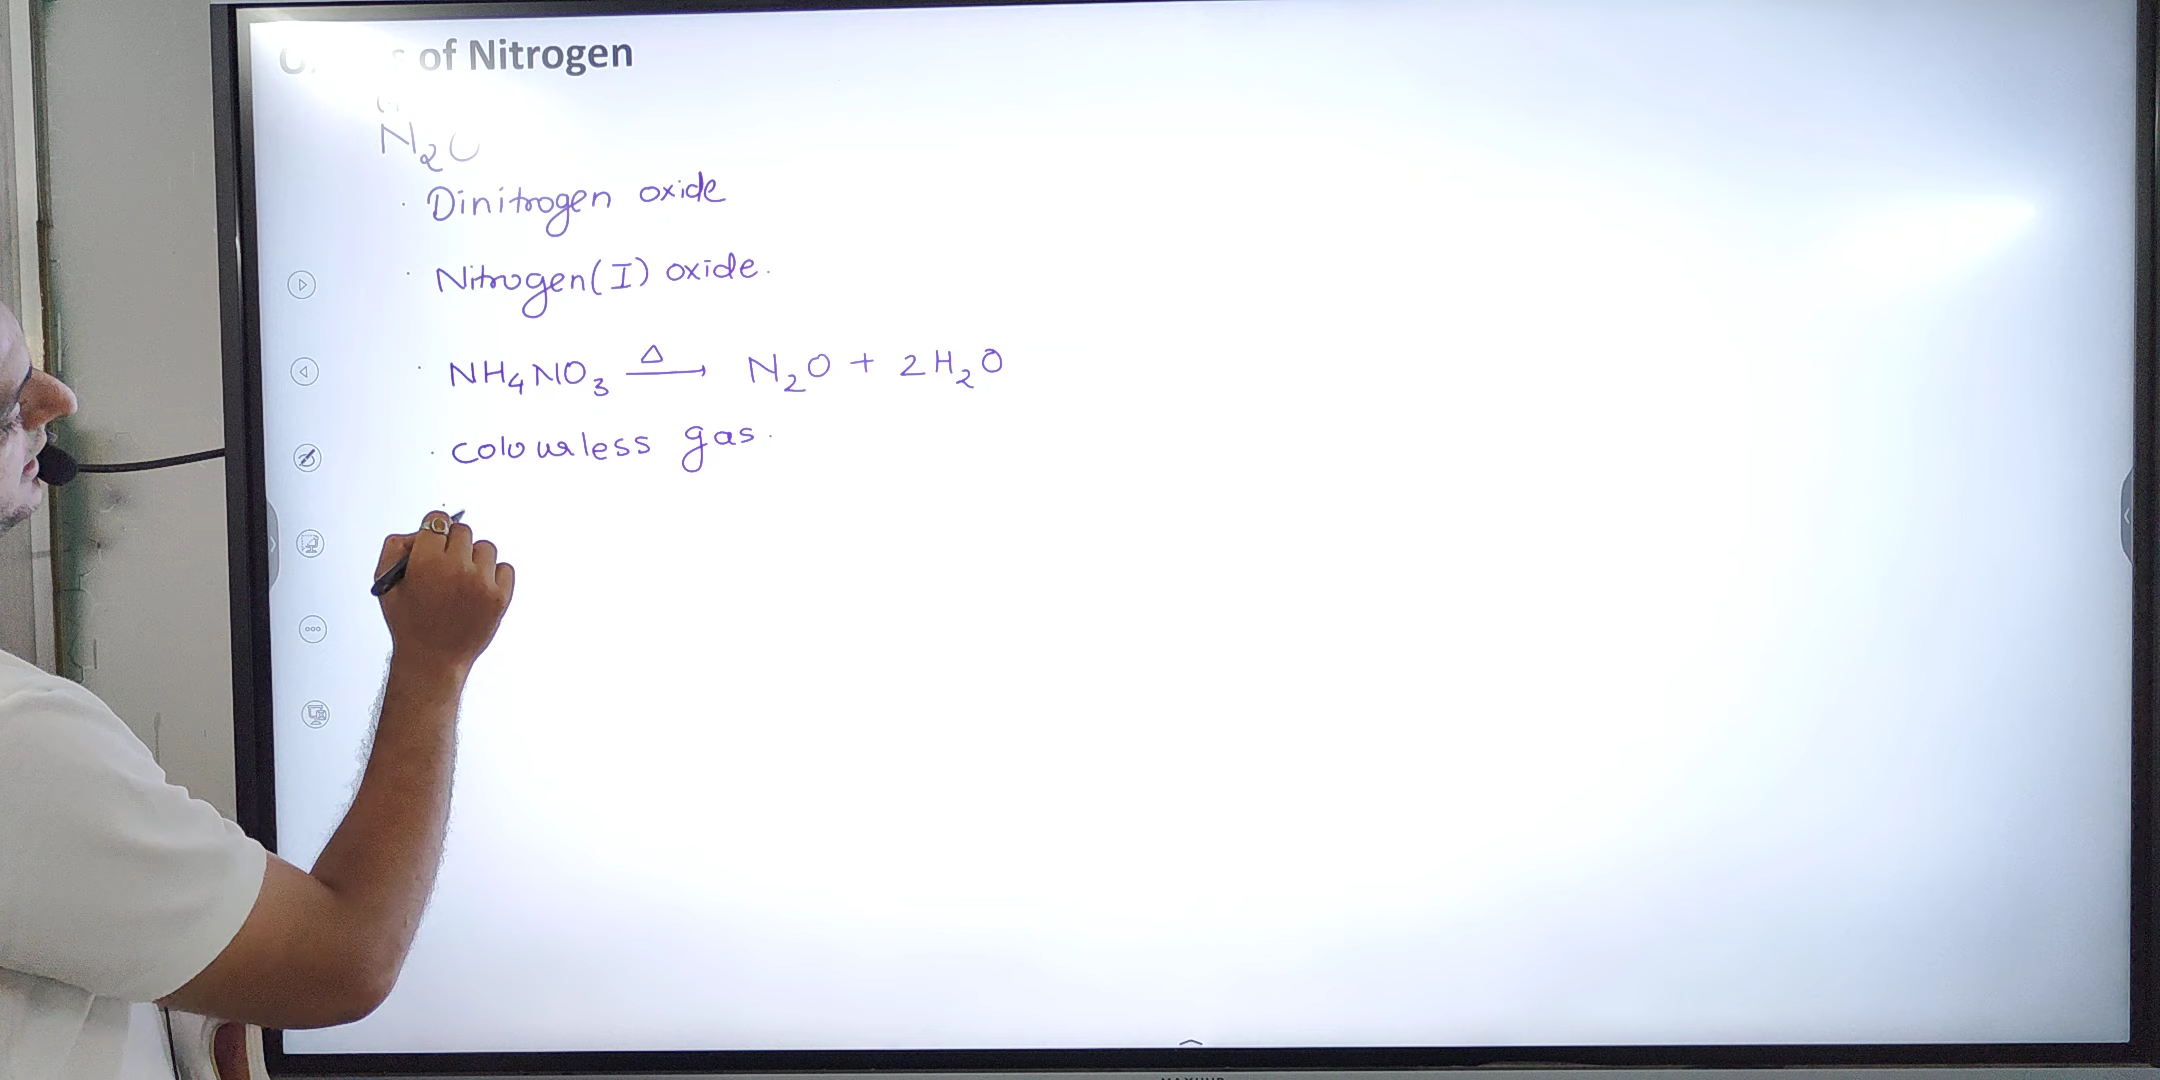 of Nitrogen
N₂O
· Dinitrogen oxide
· Nitrogen(I) oxide.
· NH₄NO₃ —Δ→ N₂O + 2H₂O
· colourless gas.